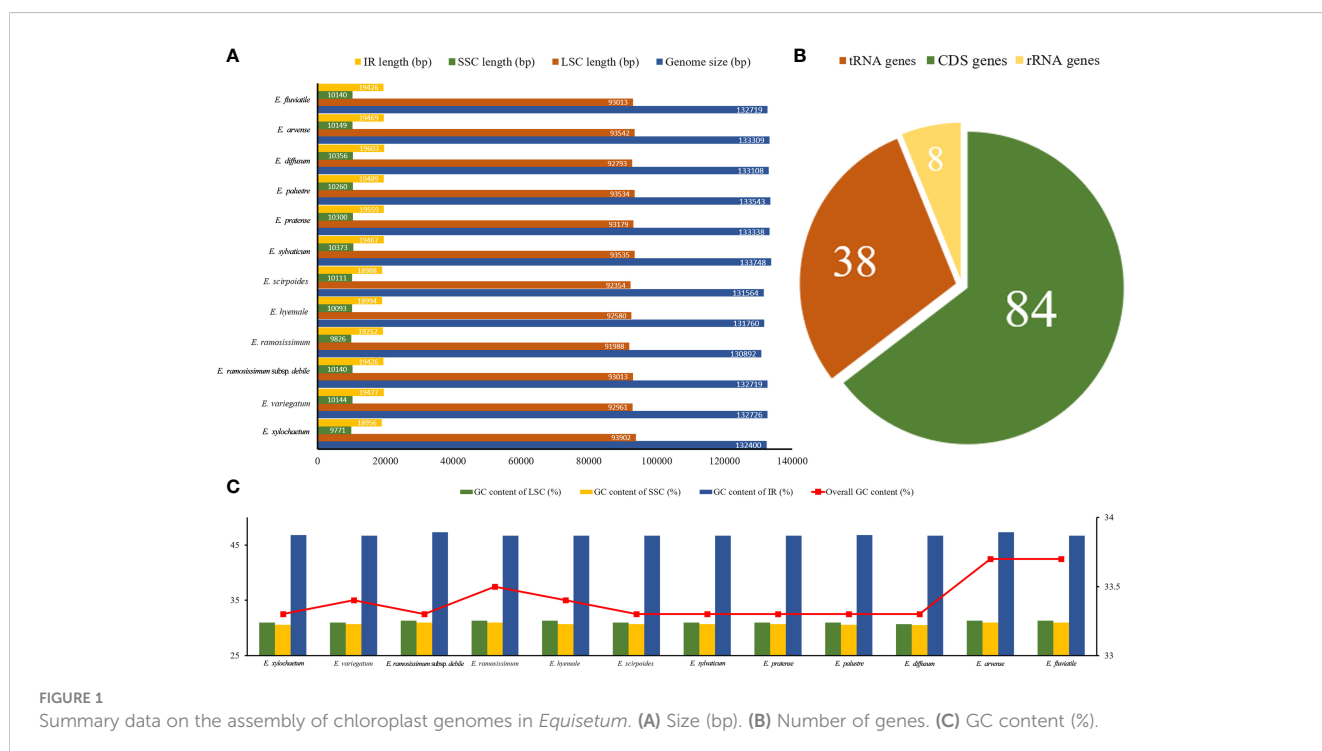 A
IR length (bp) SSC length (bp) LSC length (bp) Genome size (bp)
E. fluviatile
19426
10140
93013
132719
E. arvense
19469
10149
93542
133309
E. diffusum
19603
10356
92793
133108
E. palustre
19489
10260
93534
133543
E. pratense
10300
93179
133338
E. sylvaticum
19467
10373
93535
133748
E. scirpoides
18988
10111
92354
131564
E. hyemale
18994
10093
92580
131760
E. ramosissimum
19252
9826
91988
130892
E. ramosissimum subsp. debile
19426
10140
93013
132719
E. variegatum
19477
10144
92961
132726
E. xylochaetum
18956
9771
93902
132400
0 20000 40000 60000 80000 100000 120000 140000
B
tRNA genes CDS genes rRNA genes
8
38
84
C
GC content of LSC (%) GC content of SSC (%) GC content of IR (%) Overall GC content (%)
45
35
25
34
33.5
33
E. xylochaetum E. variegatum E. ramosissimum subsp. debile E. ramosissimum E. hyemale E. scirpoides E. sylvaticum E. pratense E. palustre E. diffusum E. arvense E. fluviatile
FIGURE 1
Summary data on the assembly of chloroplast genomes in Equisetum. (A) Size (bp). (B) Number of genes. (C) GC content (%).